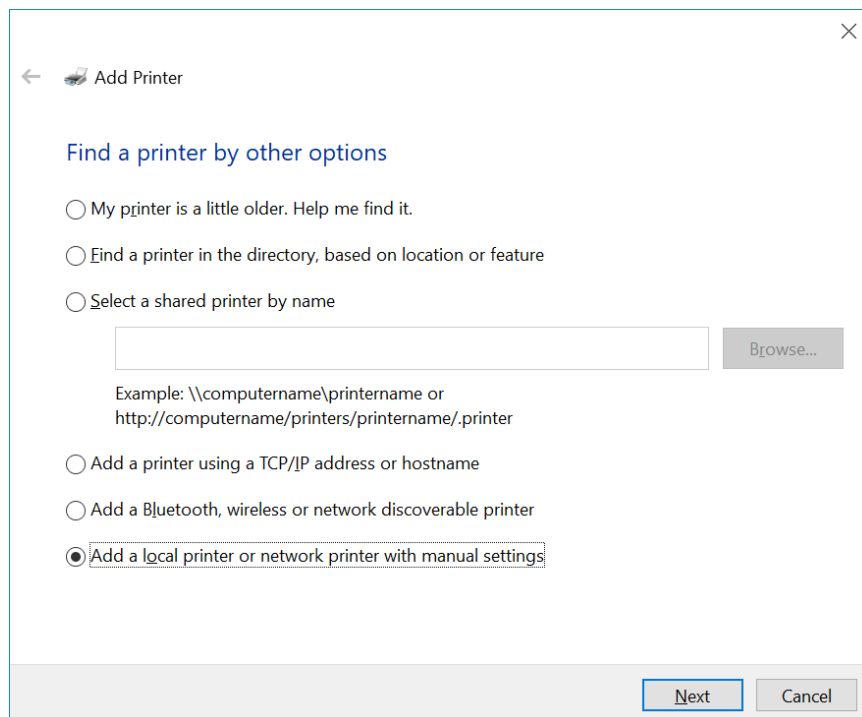 Add Printer
Find a printer by other options
My printer is a little older. Help me find it.
Find a printer in the directory, based on location or feature
Select a shared printer by name
Browse...
Example: \\computername\printername or
http://computername/printers/printername/.printer
Add a printer using a TCP/IP address or hostname
Add a Bluetooth, wireless or network discoverable printer
Add a local printer or network printer with manual settings
Next Cancel